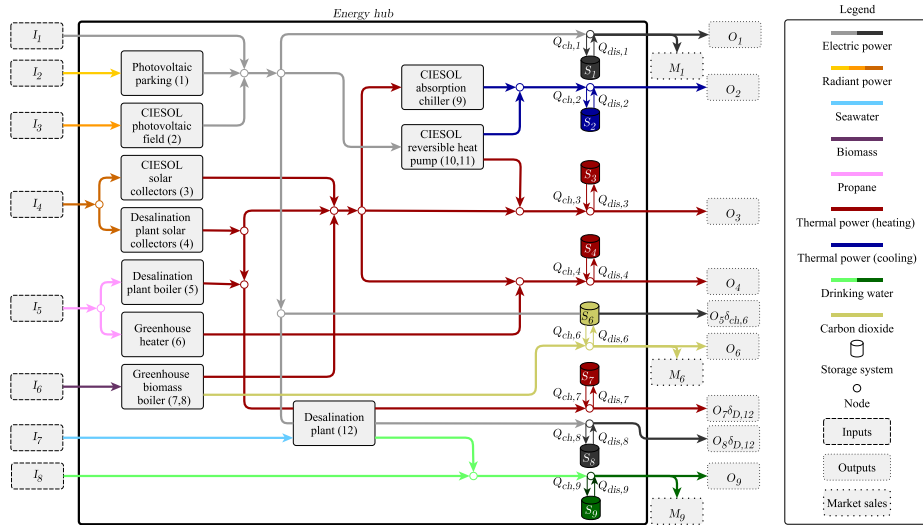 Energy hub
I1
I2
I3
I4
I5
I6
I7
I8
Photovoltaic
parking (1)
CIESOL
photovoltaic
field (2)
CIESOL
solar
collectors (3)
Desalination
plant solar
collectors (4)
Desalination
plant boiler (5)
Greenhouse
heater (6)
Greenhouse
biomass
boiler (7,8)
Desalination
plant (12)
CIESOL
absorption
chiller (9)
CIESOL
reversible heat
pump (10,11)
Qch,1
Qdis,1
S1
Qch,2
Qdis,2
S2
S3
Qch,3
Qdis,3
S4
Qch,4
Qdis,4
S6
Qch,6
Qdis,6
S7
Qch,7
Qdis,7
Qch,8
Qdis,8
S8
Qch,9
Qdis,9
S9
O1
M1
O2
O3
O4
O5δch,6
O6
M6
O7δD,12
O8δD,12
O9
M9
Legend
Electric power
Radiant power
Seawater
Biomass
Propane
Thermal power (heating)
Thermal power (cooling)
Drinking water
Carbon dioxide
Storage system
Node
Inputs
Outputs
Market sales